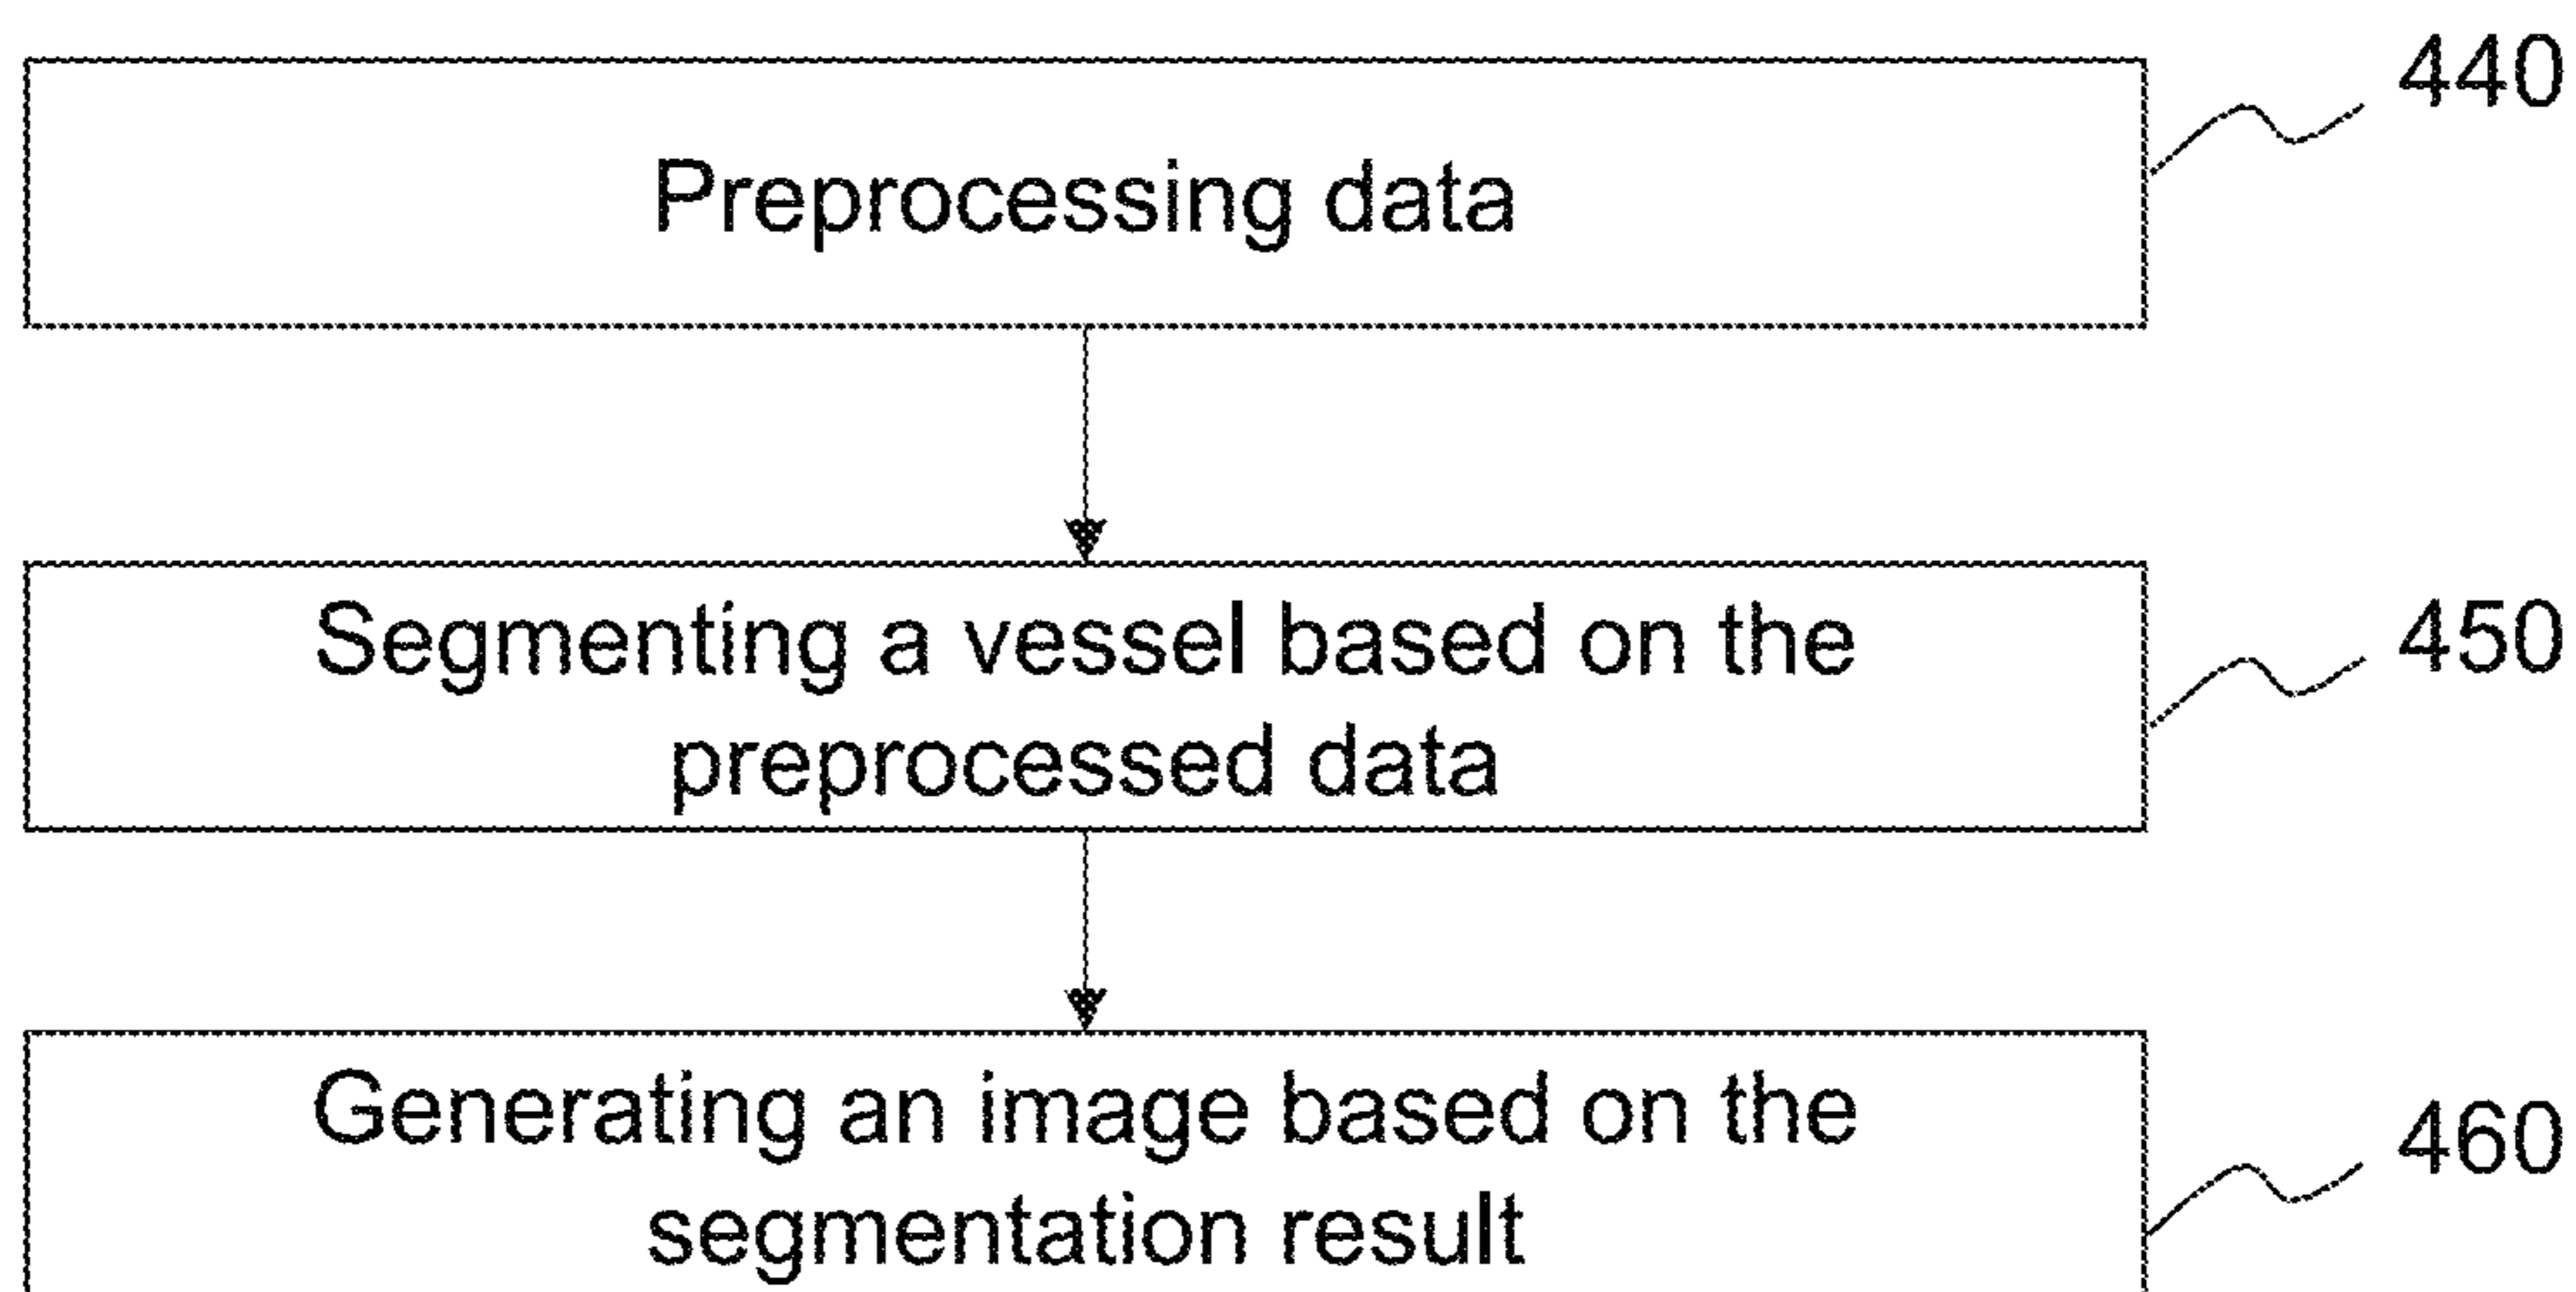 440
Preprocessing data
Segmenting a vessel based on the
preprocessed data
450
Generating an image based on the
segmentation result
460